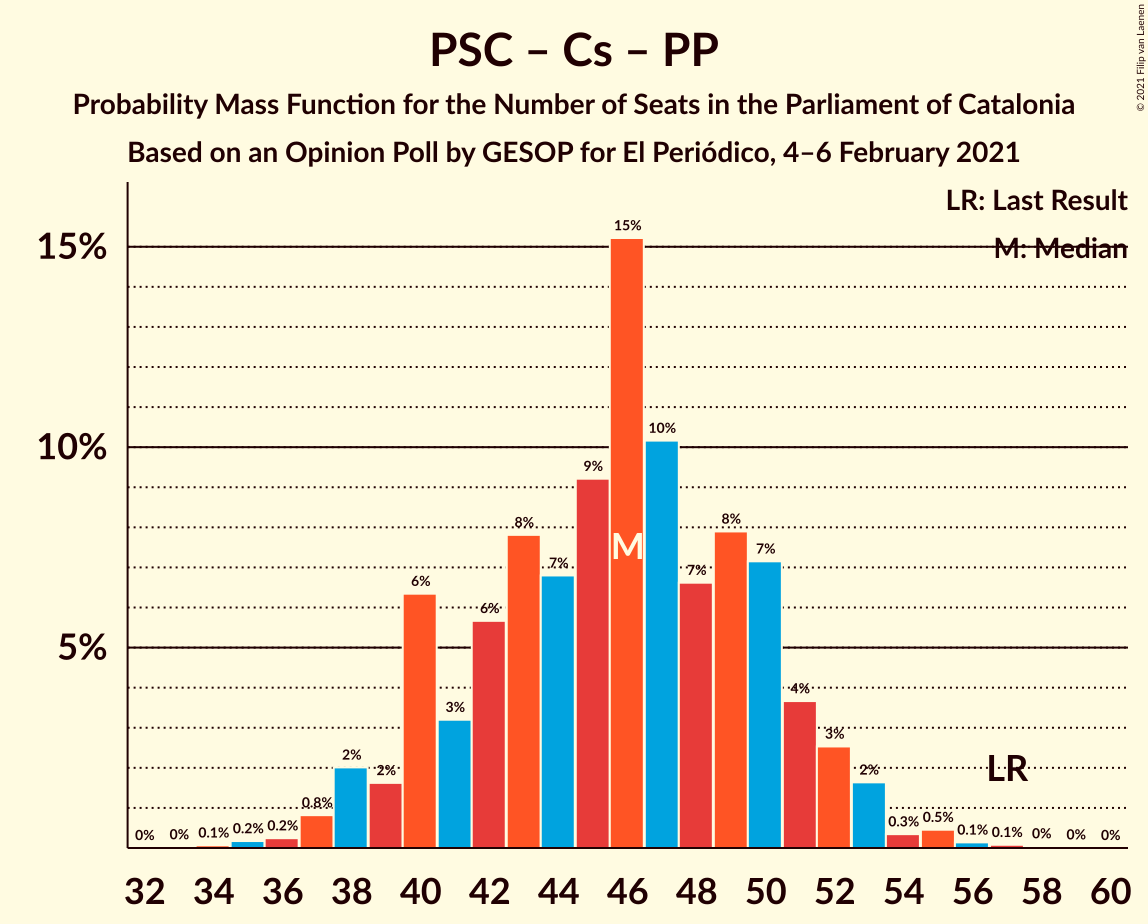 PSC – Cs – PP
Probability Mass Function for the Number of Seats in the Parliament of Catalonia
Based on an Opinion Poll by GESOP for El Periódico, 4–6 February 2021
© 2021 Filip van Laenen
LR: Last Result
M: Median
15%
10%
5%
0% 0% 0.1% 0.2% 0.2% 0.8% 2% 2% 6% 3% 6% 8% 7% 9% 15% 10% 7% 8% 7% 4% 3% 2% 0.3% 0.5% 0.1% 0.1% 0% 0% 0%
M
LR
32 34 36 38 40 42 44 46 48 50 52 54 56 58 60